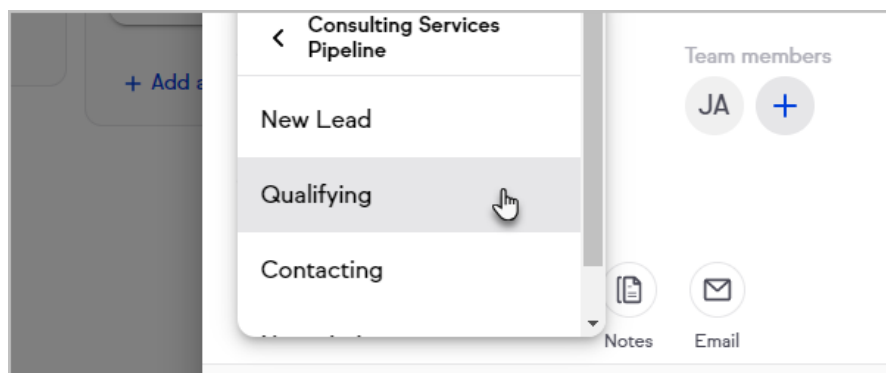 Consulting Services
Pipeline
Team members
+ Add a
JA +
New Lead
Qualifying
Contacting
Notes
Email